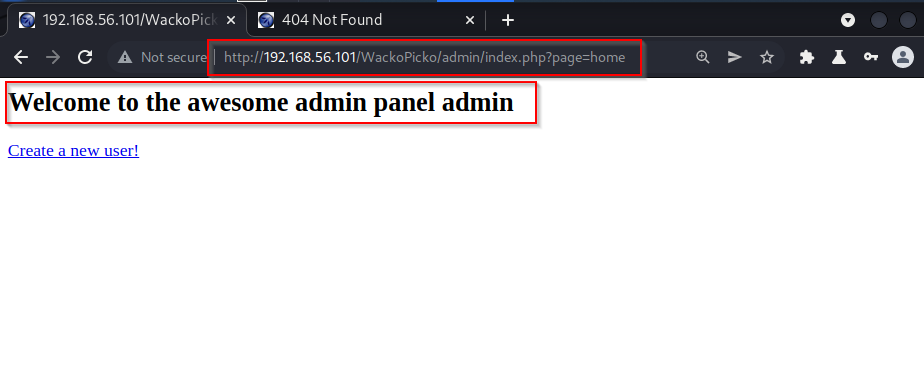 192.168.56.101/WackoPick
404 Not Found
Not secure http://192.168.56.101/WackoPicko/admin/index.php?page=home
Welcome to the awesome admin panel admin
Create a new user!